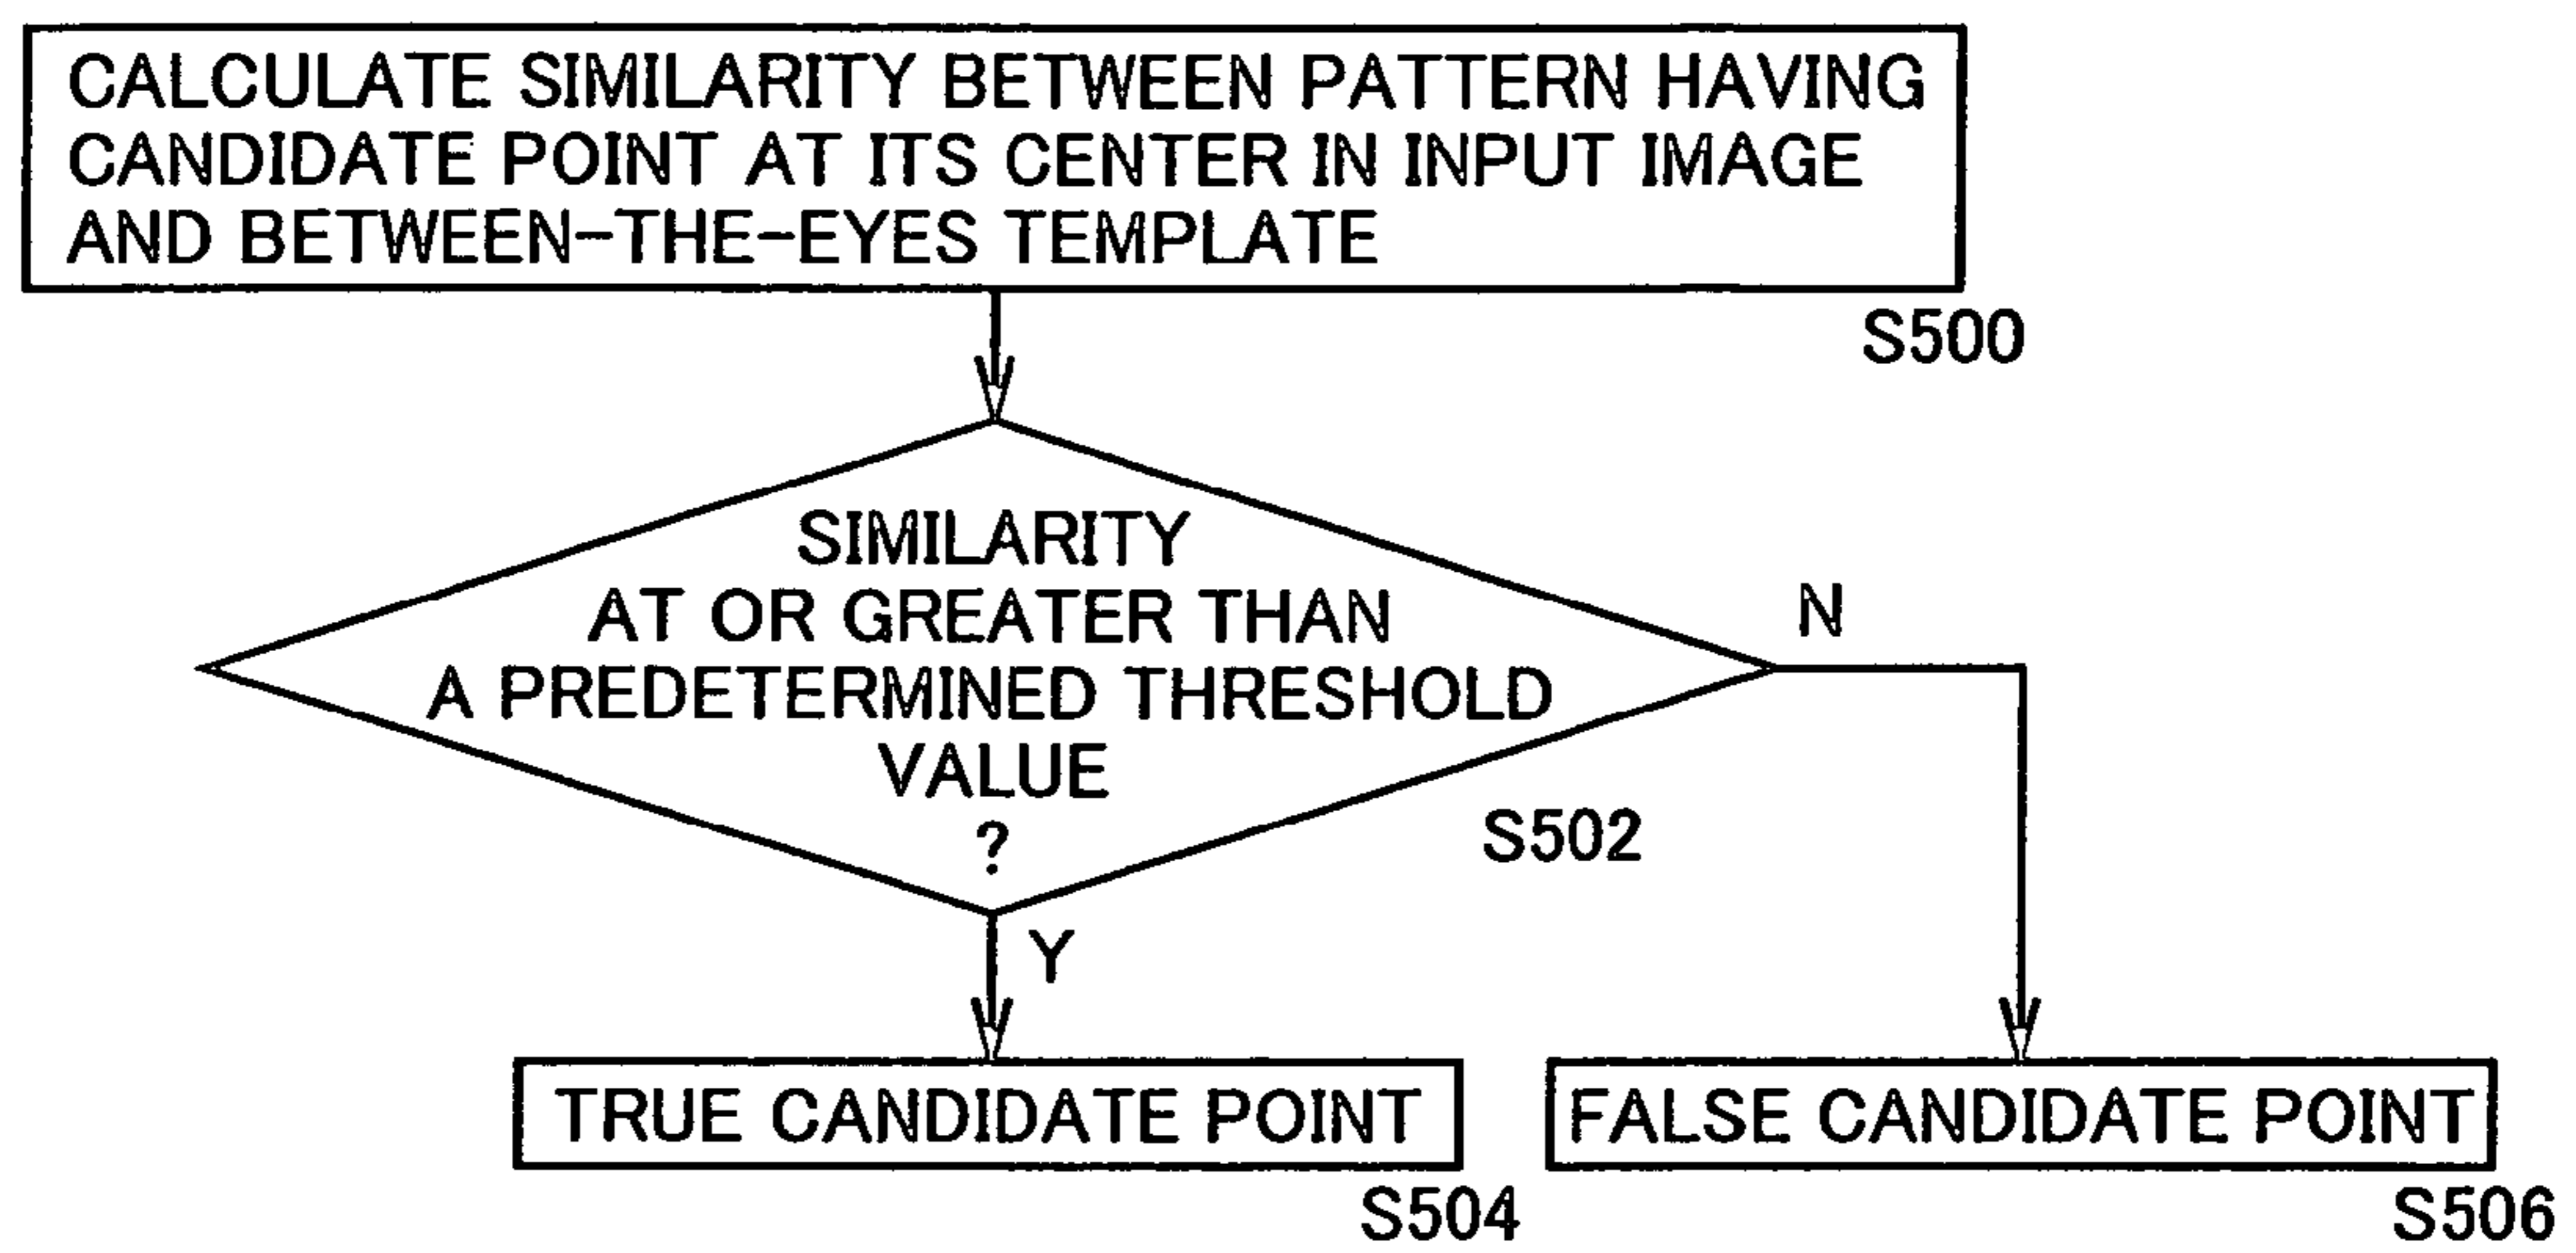 CALCULATE SIMILARITY BETWEEN PATTERN HAVING
CANDIDATE POINT AT ITS CENTER IN INPUT IMAGE
AND BETWEEN-THE-EYES TEMPLATE
S500
SIMILARITY
AT OR GREATER THAN
A PREDETERMINED THRESHOLD
VALUE
?
N
S502
Y
TRUE CANDIDATE POINT
S504
FALSE CANDIDATE POINT
S506